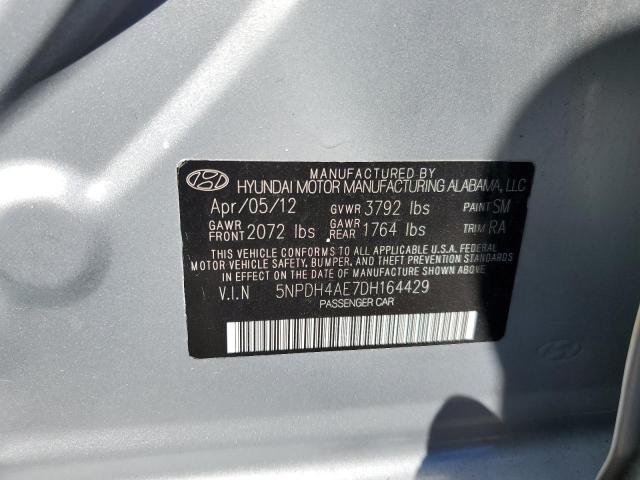 MANUFACTURED BY
HYUNDAI MOTOR MANUFACTURING ALABAMA, LLC
Apr/05/12 GVWR 3792 lbs PAINT SM
GAWR FRONT 2072 lbs GAWR REAR 1764 lbs TRIM RA
THIS VEHICLE CONFORMS TO ALL APPLICABLE U.S.A. FEDERAL
MOTOR VEHICLE SAFETY, BUMPER, AND THEFT PREVENTION STANDARDS
IN EFFECT ON THE DATE OF MANUFACTURE SHOWN ABOVE.
V.I.N 5NPDH4AE7DH164429
PASSENGER CAR